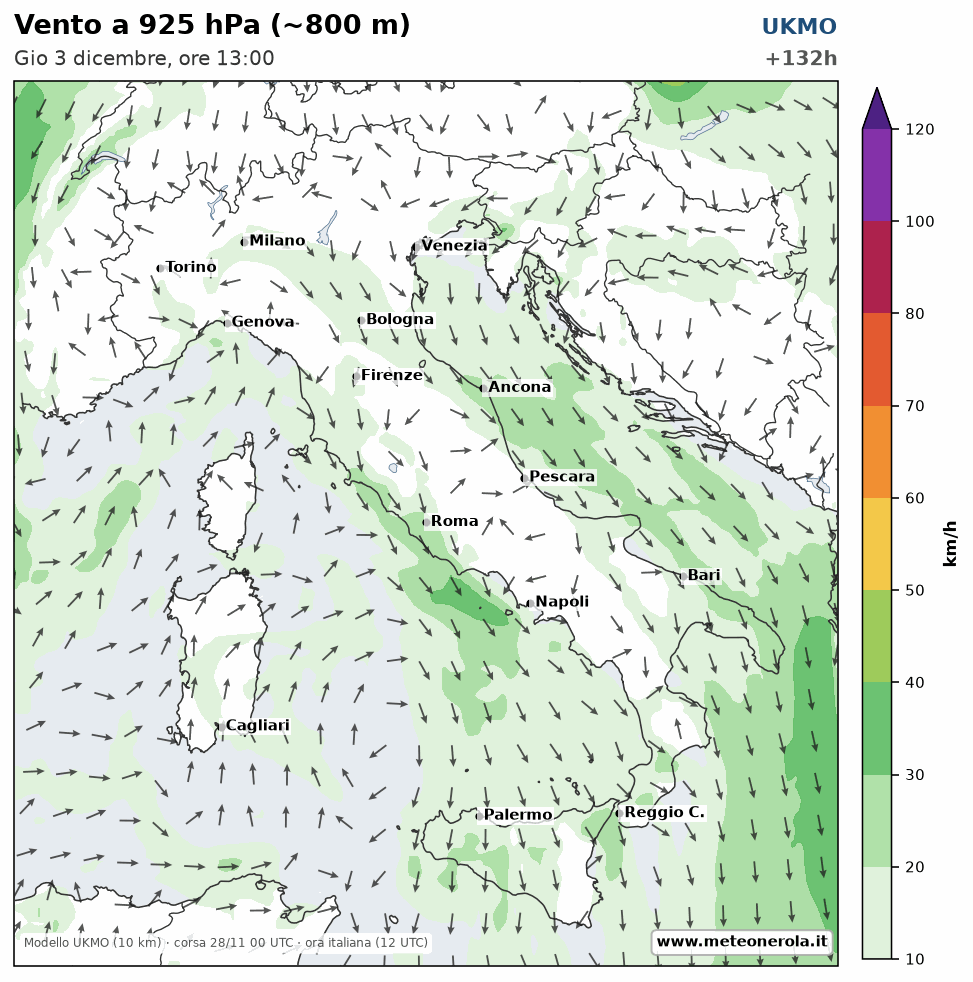 Vento a 925 hPa (~800 m)
UKMO
Gio 3 dicembre, ore 13:00
+132h
Milano
Venezia
Torino
Genova
Bologna
Firenze
Ancona
Pescara
Roma
Bari
Napoli
Cagliari
Palermo
Reggio C.
120
100
80
70
60
50
40
30
20
10
km/h
Modello UKMO (10 km) · corsa 28/11 00 UTC · ora italiana (12 UTC)
www.meteonerola.it